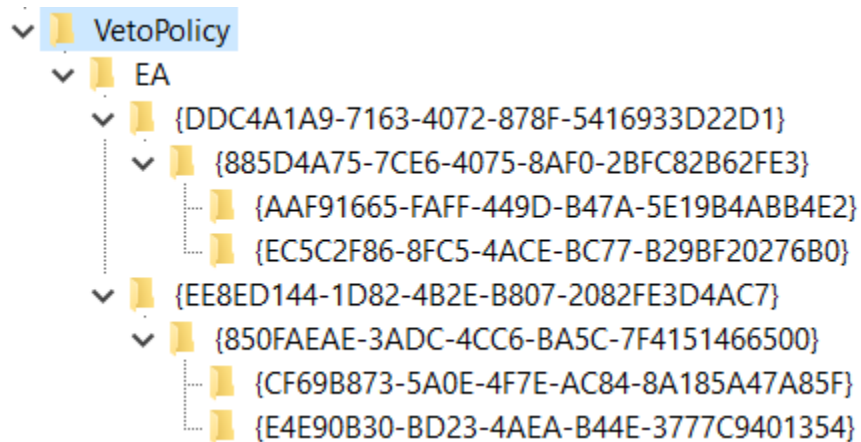 VetoPolicy
EA
{DDC4A1A9-7163-4072-878F-5416933D22D1}
{885D4A75-7CE6-4075-8AF0-2BFC82B62FE3}
{AAF91665-FAFF-449D-B47A-5E19B4ABB4E2}
{EC5C2F86-8FC5-4ACE-BC77-B29BF20276B0}
{EE8ED144-1D82-4B2E-B807-2082FE3D4AC7}
{850FAEAE-3ADC-4CC6-BA5C-7F4151466500}
{CF69B873-5A0E-4F7E-AC84-8A185A47A85F}
{E4E90B30-BD23-4AEA-B44E-3777C9401354}